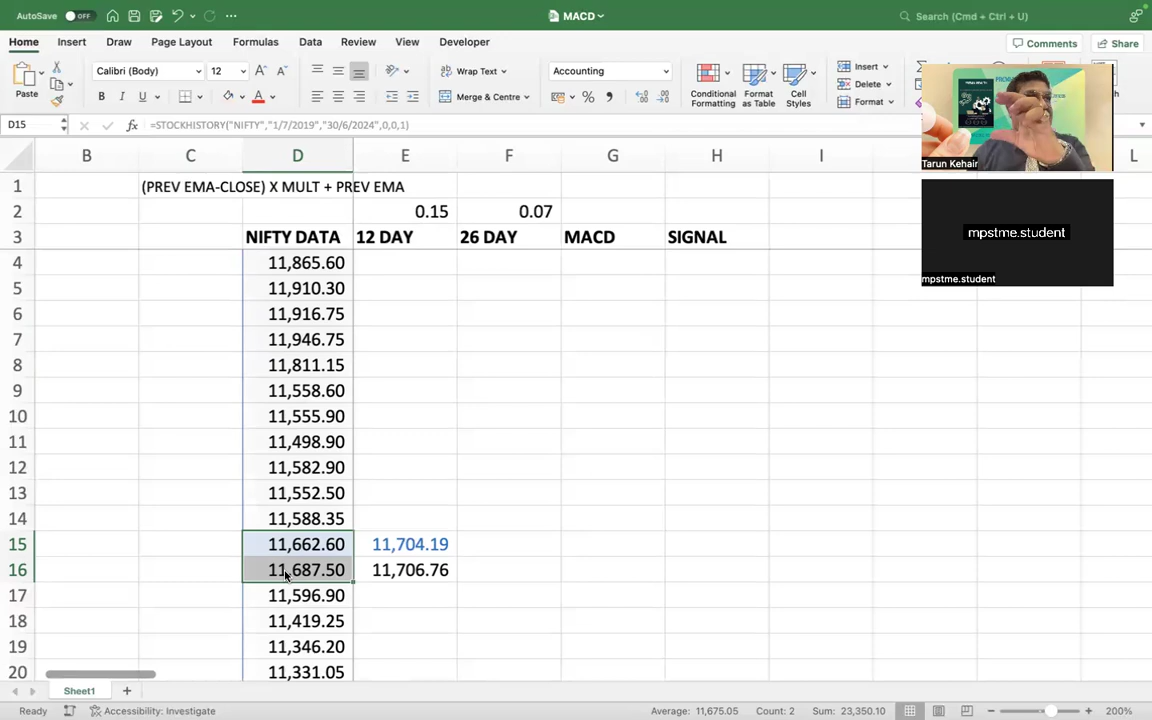 AutoSave OFF MACD Search (Cmd + Ctrl + U)
Home Insert Draw Page Layout Formulas Data Review View Developer Comments Share
Paste Calibri (Body) 12 Wrap Text Accounting Conditional Formatting Format as Table Cell Styles Insert
B I U A Merge & Centre % Delete
Format
D15 fx =STOCKHISTORY("NIFTY","1/7/2019","30/6/2024",0,0,1)
Tarun Kehair
B C D E F G H I L
1 (PREV EMA-CLOSE) X MULT + PREV EMA
2 0.15 0.07
3 NIFTY DATA 12 DAY 26 DAY MACD SIGNAL
mpstme.student
mpstme.student
4 11,865.60
5 11,910.30
6 11,916.75
7 11,946.75
8 11,811.15
9 11,558.60
10 11,555.90
11 11,498.90
12 11,582.90
13 11,552.50
14 11,588.35
15 11,662.60 11,704.19
16 11,687.50 11,706.76
17 11,596.90
18 11,419.25
19 11,346.20
20 11,331.05
Sheet1
Ready Accessibility: Investigate Average: 11,675.05 Count: 2 Sum: 23,350.10 200%